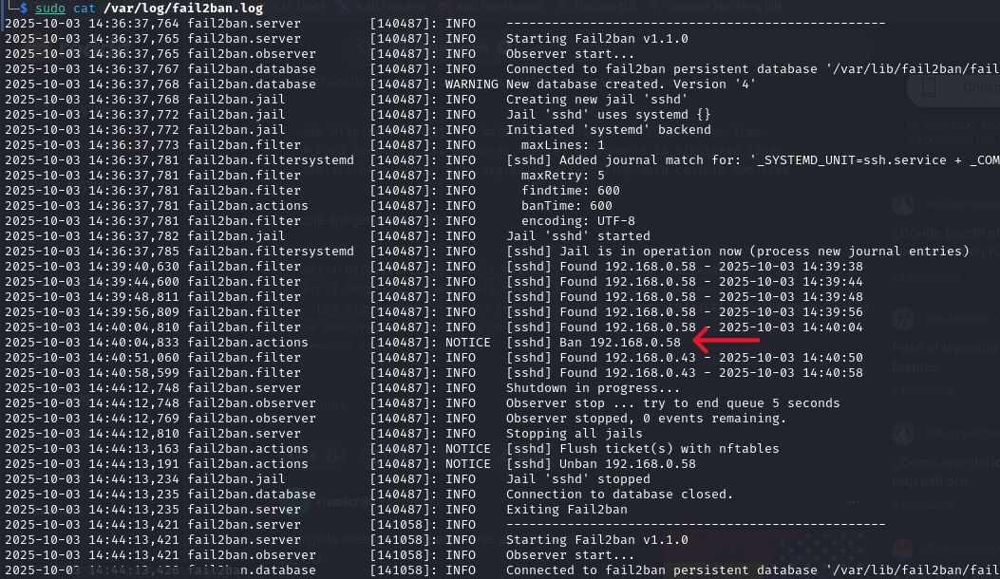 └─$ sudo cat /var/log/fail2ban.log
2025-10-03 14:36:37,764 fail2ban.server [140487]: INFO --------------------------------------------------
2025-10-03 14:36:37,765 fail2ban.server [140487]: INFO Starting Fail2ban v1.1.0
2025-10-03 14:36:37,765 fail2ban.observer [140487]: INFO Observer start...
2025-10-03 14:36:37,767 fail2ban.database [140487]: INFO Connected to fail2ban persistent database '/var/lib/fail2ban/fail
2025-10-03 14:36:37,768 fail2ban.database [140487]: WARNING New database created. Version '4'
2025-10-03 14:36:37,768 fail2ban.jail [140487]: INFO Creating new jail 'sshd'
2025-10-03 14:36:37,772 fail2ban.jail [140487]: INFO Jail 'sshd' uses systemd {}
2025-10-03 14:36:37,772 fail2ban.jail [140487]: INFO Initiated 'systemd' backend
2025-10-03 14:36:37,773 fail2ban.filter [140487]: INFO maxLines: 1
2025-10-03 14:36:37,781 fail2ban.filtersystemd [140487]: INFO [sshd] Added journal match for: '_SYSTEMD_UNIT=ssh.service + _COM
2025-10-03 14:36:37,781 fail2ban.filter [140487]: INFO maxRetry: 5
2025-10-03 14:36:37,781 fail2ban.filter [140487]: INFO findtime: 600
2025-10-03 14:36:37,781 fail2ban.actions [140487]: INFO banTime: 600
2025-10-03 14:36:37,781 fail2ban.filter [140487]: INFO encoding: UTF-8
2025-10-03 14:36:37,782 fail2ban.jail [140487]: INFO Jail 'sshd' started
2025-10-03 14:36:37,785 fail2ban.filtersystemd [140487]: INFO [sshd] Jail is in operation now (process new journal entries)
2025-10-03 14:39:40,630 fail2ban.filter [140487]: INFO [sshd] Found 192.168.0.58 - 2025-10-03 14:39:38
2025-10-03 14:39:44,600 fail2ban.filter [140487]: INFO [sshd] Found 192.168.0.58 - 2025-10-03 14:39:44
2025-10-03 14:39:48,811 fail2ban.filter [140487]: INFO [sshd] Found 192.168.0.58 - 2025-10-03 14:39:48
2025-10-03 14:39:56,809 fail2ban.filter [140487]: INFO [sshd] Found 192.168.0.58 - 2025-10-03 14:39:56
2025-10-03 14:40:04,810 fail2ban.filter [140487]: INFO [sshd] Found 192.168.0.58 - 2025-10-03 14:40:04
2025-10-03 14:40:04,833 fail2ban.actions [140487]: NOTICE [sshd] Ban 192.168.0.58
2025-10-03 14:40:51,060 fail2ban.filter [140487]: INFO [sshd] Found 192.168.0.43 - 2025-10-03 14:40:50
2025-10-03 14:40:58,599 fail2ban.filter [140487]: INFO [sshd] Found 192.168.0.43 - 2025-10-03 14:40:58
2025-10-03 14:44:12,748 fail2ban.server [140487]: INFO Shutdown in progress...
2025-10-03 14:44:12,748 fail2ban.observer [140487]: INFO Observer stop ... try to end queue 5 seconds
2025-10-03 14:44:12,769 fail2ban.observer [140487]: INFO Observer stopped, 0 events remaining.
2025-10-03 14:44:12,810 fail2ban.server [140487]: INFO Stopping all jails
2025-10-03 14:44:13,163 fail2ban.actions [140487]: NOTICE [sshd] Flush ticket(s) with nftables
2025-10-03 14:44:13,191 fail2ban.actions [140487]: NOTICE [sshd] Unban 192.168.0.58
2025-10-03 14:44:13,234 fail2ban.jail [140487]: INFO Jail 'sshd' stopped
2025-10-03 14:44:13,235 fail2ban.database [140487]: INFO Connection to database closed.
2025-10-03 14:44:13,235 fail2ban.server [140487]: INFO Exiting Fail2ban
2025-10-03 14:44:13,421 fail2ban.server [141058]: INFO --------------------------------------------------
2025-10-03 14:44:13,421 fail2ban.server [141058]: INFO Starting Fail2ban v1.1.0
2025-10-03 14:44:13,421 fail2ban.observer [141058]: INFO Observer start...
2025-10-03 14:44:13,426 fail2ban.database [141058]: INFO Connected to fail2ban persistent database '/var/lib/fail2ban/fail